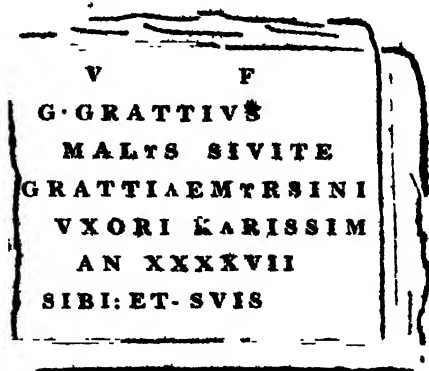 V F
G·GRATTIVS
MALTS SIVITE
GRATTIAEMTRSINI
VXORI KARISSIM
AN XXXXVII
SIBI: ET- SVIS